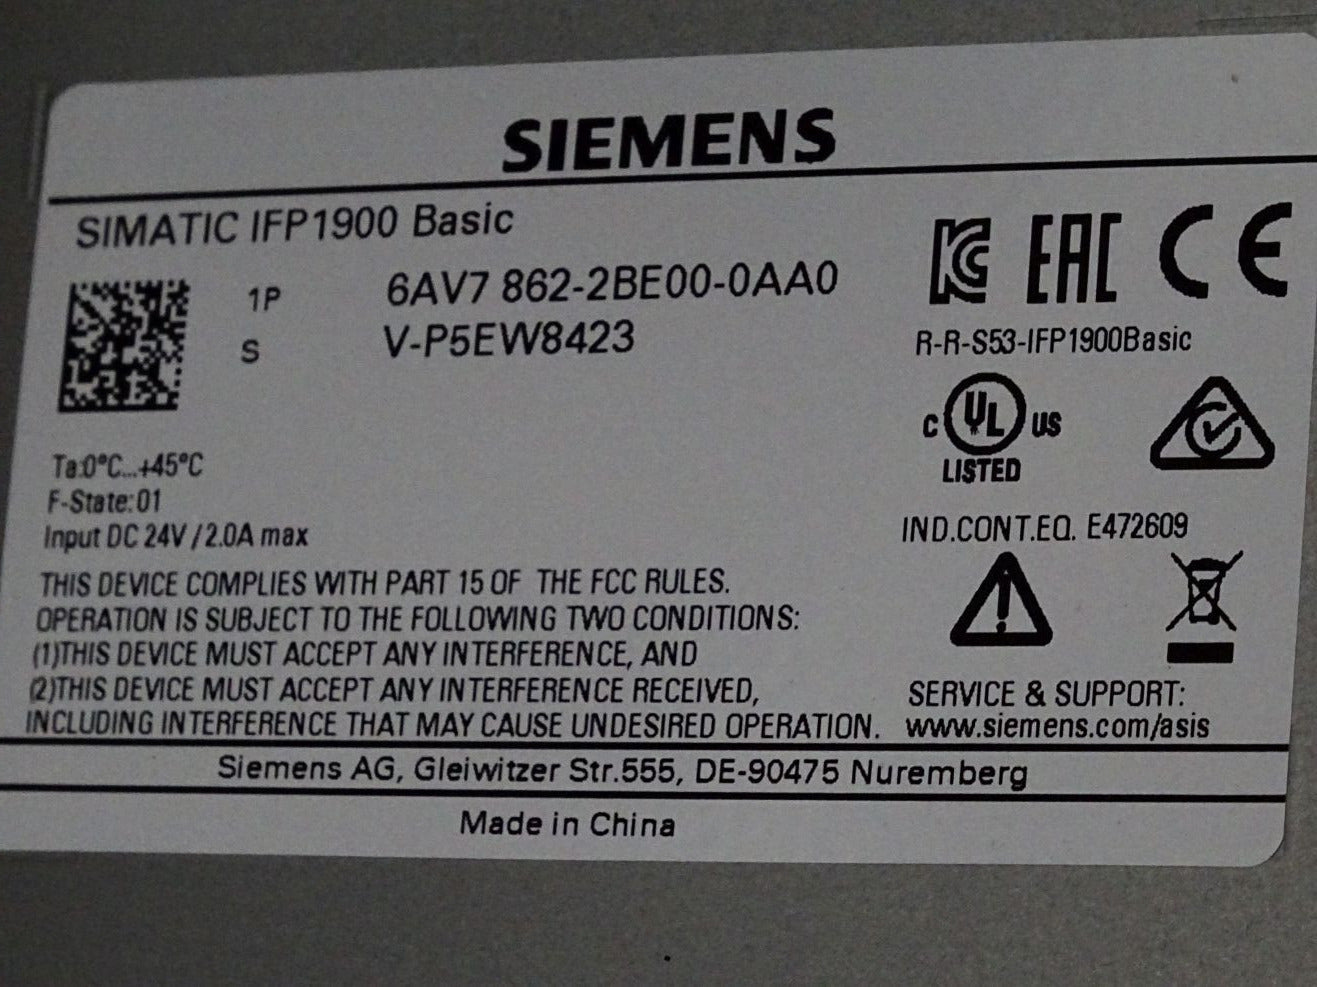 SIEMENS
SIMATIC IFP1900 Basic
1P 6AV7 862-2BE00-0AA0
S V-P5EW8423
KC EAC CE
R-R-S53-IFP1900Basic
C UL US
LISTED
Ta:0°C...+45°C
F-State:01
Input DC 24V / 2.0A max
IND.CONT.EQ. E472609
THIS DEVICE COMPLIES WITH PART 15 OF THE FCC RULES.
OPERATION IS SUBJECT TO THE FOLLOWING TWO CONDITIONS:
(1)THIS DEVICE MUST ACCEPT ANY INTERFERENCE, AND
(2)THIS DEVICE MUST ACCEPT ANY INTERFERENCE RECEIVED,
INCLUDING INTERFERENCE THAT MAY CAUSE UNDESIRED OPERATION.
SERVICE & SUPPORT:
www.siemens.com/asis
Siemens AG, Gleiwitzer Str.555, DE-90475 Nuremberg
Made in China